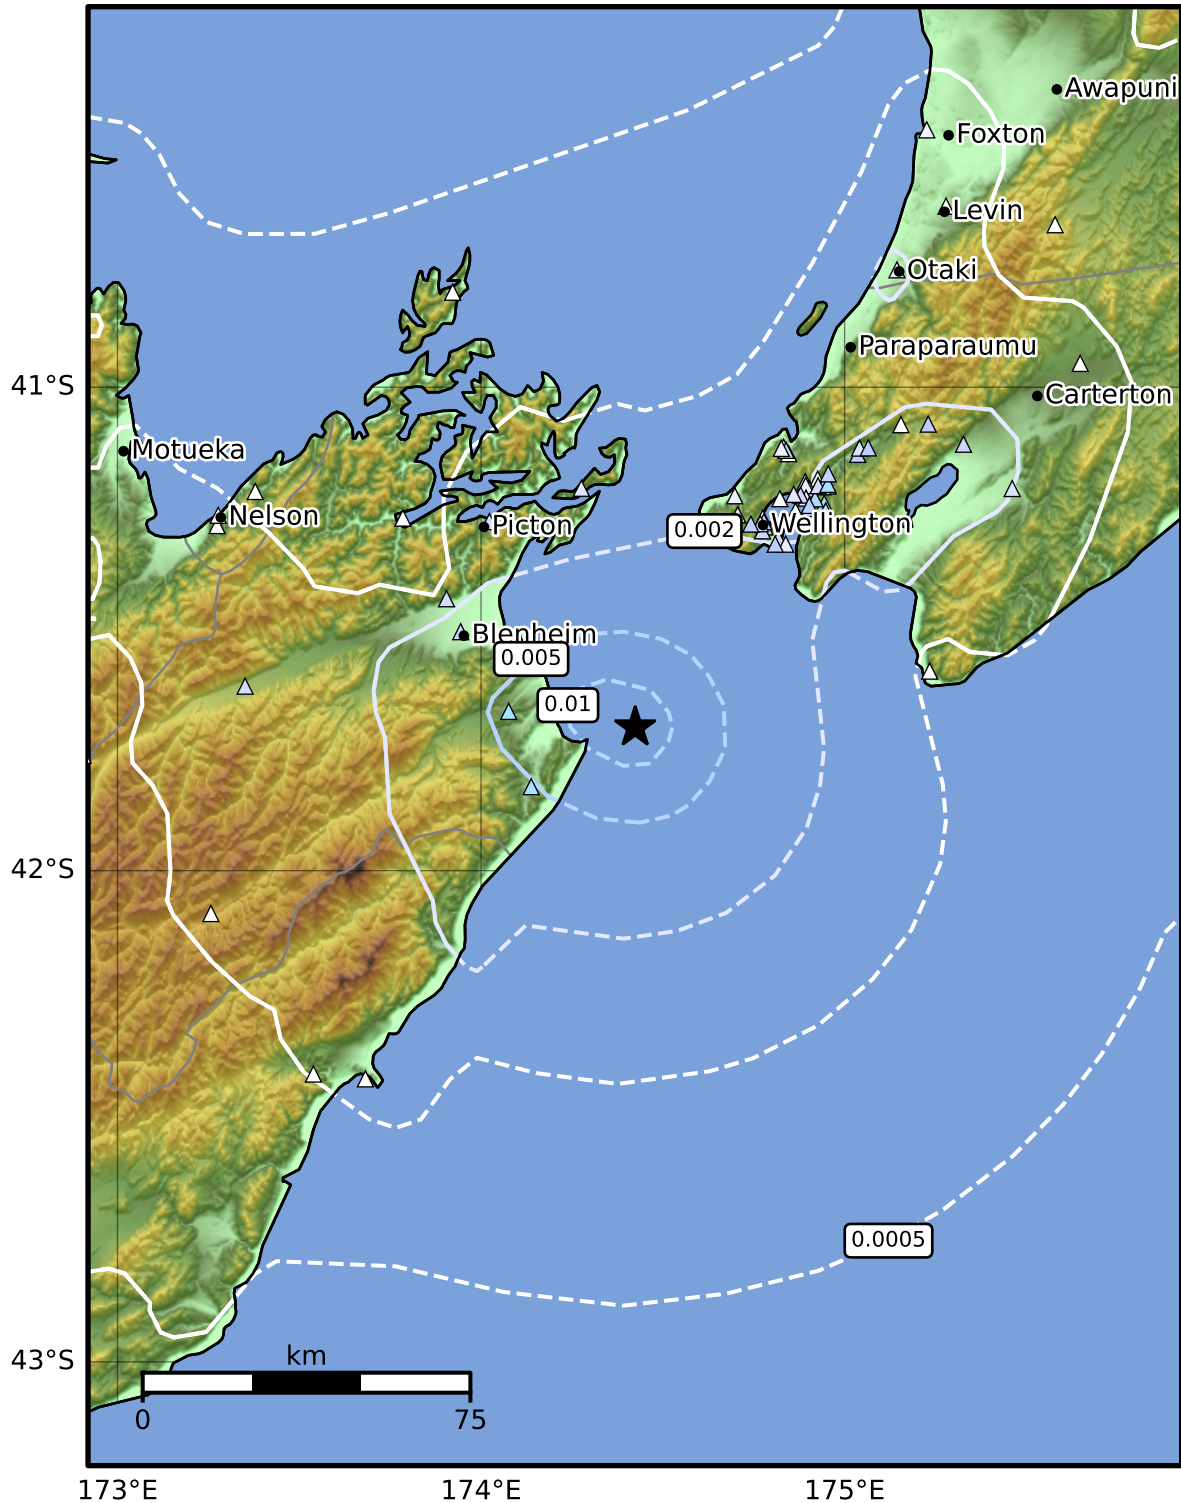 Awapuni
Foxton
Levin
Otaki
Paraparaumu
41°S
Carterton
Motueka
Nelson
Picton
0.002
Wellington
Blenheim
0.005
0.01
42°S
0.0005
43°S
km
0
75
173°E
174°E
175°E